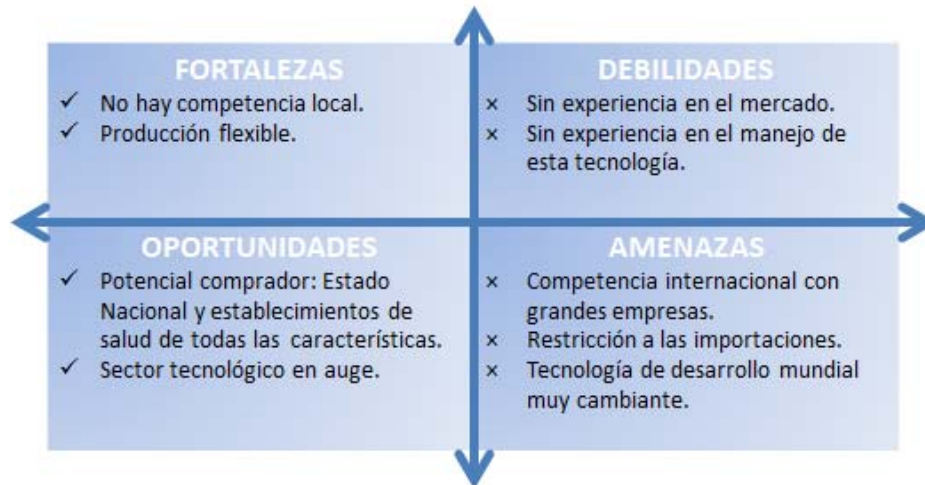 FORTALEZAS
✓ No hay competencia local.
✓ Producción flexible.
DEBILIDADES
× Sin experiencia en el mercado.
× Sin experiencia en el manejo de
esta tecnología.
OPORTUNIDADES
✓ Potencial comprador: Estado
Nacional y establecimientos de
salud de todas las características.
✓ Sector tecnológico en auge.
AMENAZAS
× Competencia internacional con
grandes empresas.
× Restricción a las importaciones.
× Tecnología de desarrollo mundial
muy cambiante.